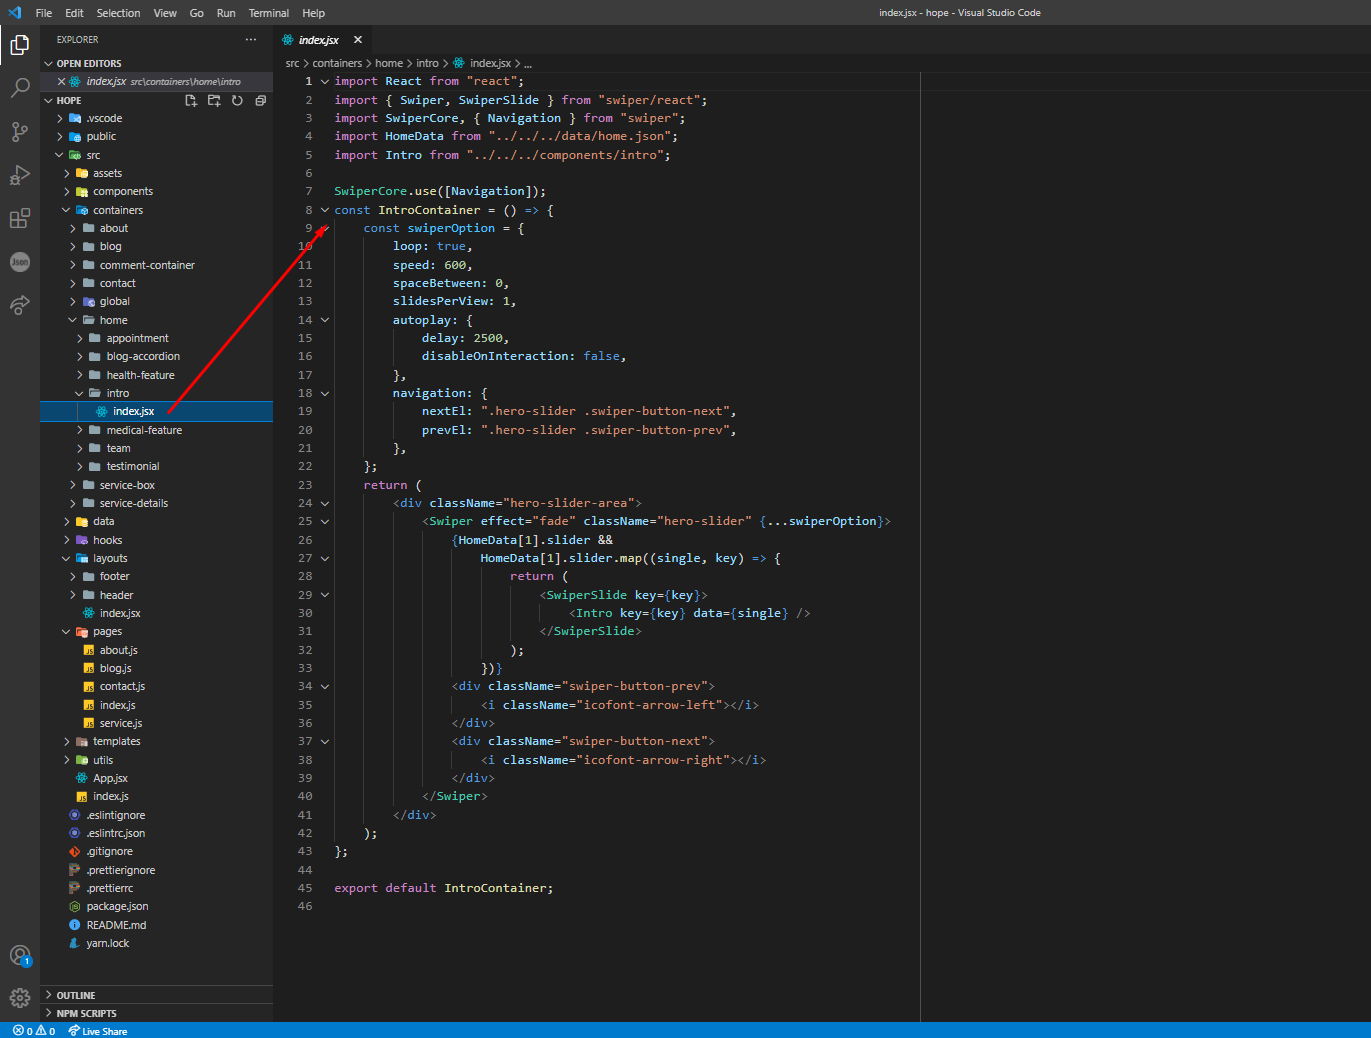 File Edit Selection View Go Run Terminal Help
index.jsx - hope - Visual Studio Code
EXPLORER
OPEN EDITORS
index.jsx src\containers\home\intro
HOPE
.vscode
public
src
assets
components
containers
about
blog
comment-container
contact
global
home
appointment
blog-accordion
health-feature
intro
index.jsx
medical-feature
team
testimonial
service-box
service-details
data
hooks
layouts
footer
header
index.jsx
pages
about.js
blog.js
contact.js
index.js
service.js
templates
utils
App.jsx
index.js
.eslintignore
.eslintrc.json
.gitignore
.prettierignore
.prettierrc
package.json
README.md
yarn.lock
OUTLINE
NPM SCRIPTS
Json
1
index.jsx
src > containers > home > intro > index.jsx > ...
1 import React from "react";
2 import { Swiper, SwiperSlide } from "swiper/react";
3 import SwiperCore, { Navigation } from "swiper";
4 import HomeData from "../../../data/home.json";
5 import Intro from "../../../components/intro";
6
7 SwiperCore.use([Navigation]);
8 const IntroContainer = () => {
9 const swiperOption = {
10 loop: true,
11 speed: 600,
12 spaceBetween: 0,
13 slidesPerView: 1,
14 autoplay: {
15 delay: 2500,
16 disableOnInteraction: false,
17 },
18 navigation: {
19 nextEl: ".hero-slider .swiper-button-next",
20 prevEl: ".hero-slider .swiper-button-prev",
21 },
22 };
23 return (
24 <div className="hero-slider-area">
25 <Swiper effect="fade" className="hero-slider" {...swiperOption}>
26 {HomeData[1].slider &&
27 HomeData[1].slider.map((single, key) => {
28 return (
29 <SwiperSlide key={key}>
30 <Intro key={key} data={single} />
31 </SwiperSlide>
32 );
33 })}
34 <div className="swiper-button-prev">
35 <i className="icofont-arrow-left"></i>
36 </div>
37 <div className="swiper-button-next">
38 <i className="icofont-arrow-right"></i>
39 </div>
40 </Swiper>
41 </div>
42 );
43 };
44
45 export default IntroContainer;
46
0 0 Live Share